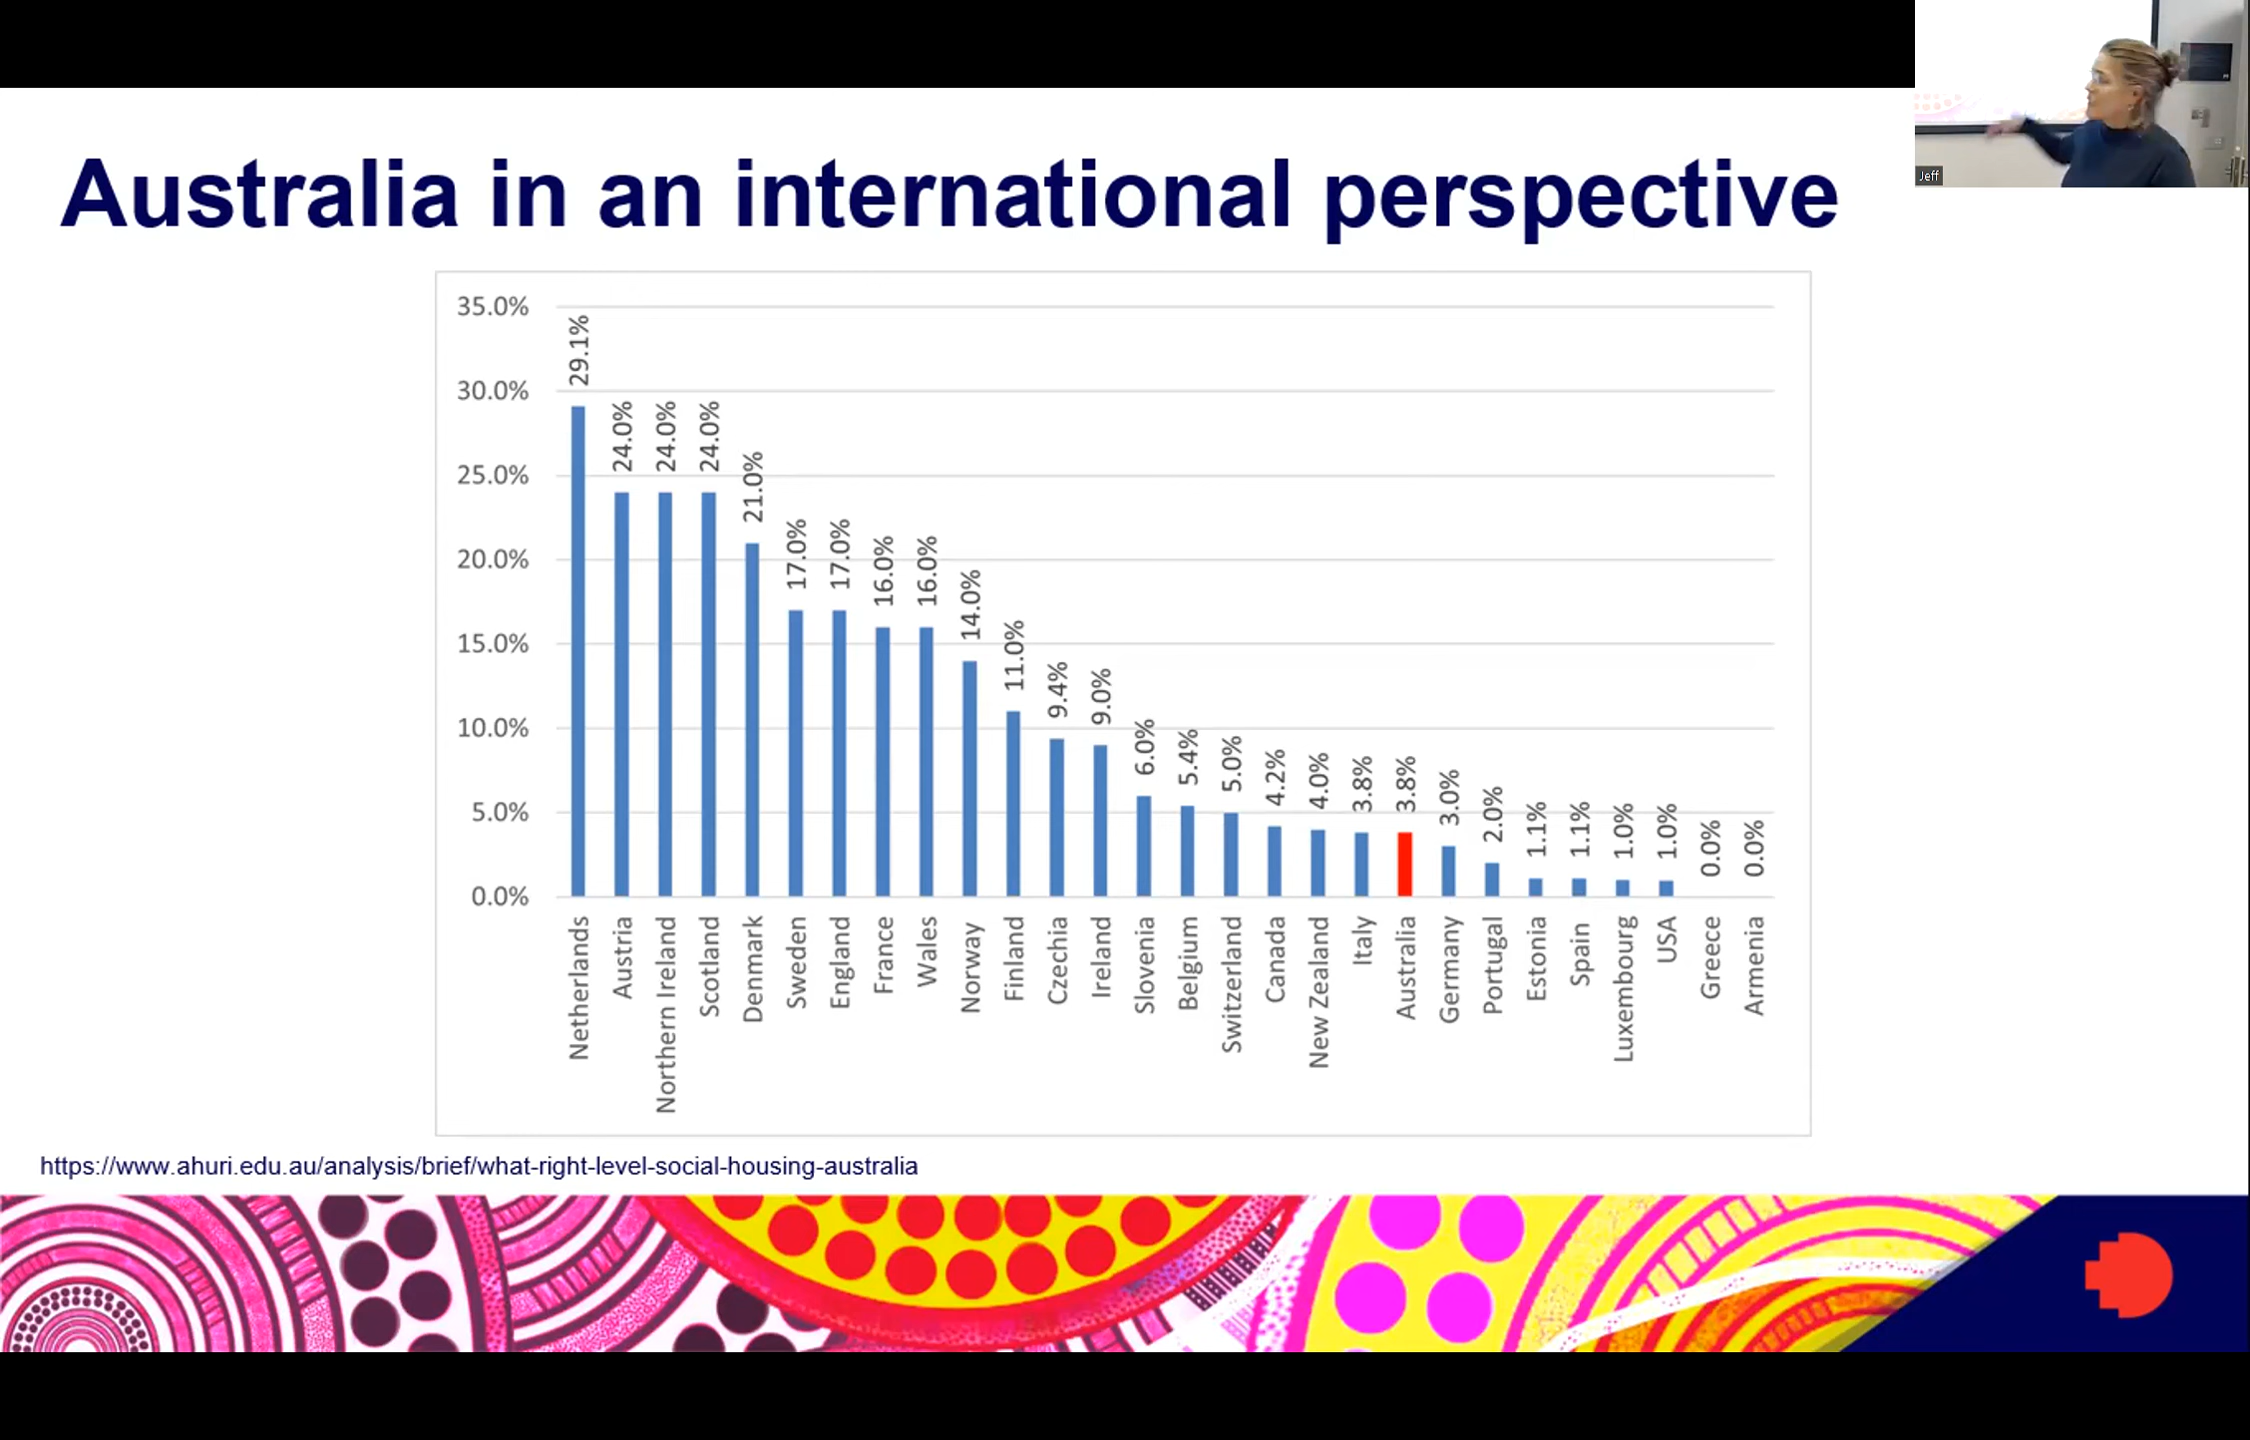 Jeff
Australia in an international perspective
35.0%
30.0%
25.0%
20.0%
15.0%
10.0%
5.0%
0.0%
29.1%
24.0%
24.0%
24.0%
21.0%
17.0%
17.0%
16.0%
16.0%
14.0%
11.0%
9.4%
9.0%
6.0%
5.4%
5.0%
4.2%
4.0%
3.8%
3.8%
3.0%
2.0%
1.1%
1.1%
1.0%
1.0%
0.0%
0.0%
Netherlands
Austria
Northern Ireland
Scotland
Denmark
Sweden
England
France
Wales
Norway
Finland
Czechia
Ireland
Slovenia
Belgium
Switzerland
Canada
New Zealand
Italy
Australia
Germany
Portugal
Estonia
Spain
Luxembourg
USA
Greece
Armenia
https://www.ahuri.edu.au/analysis/brief/what-right-level-social-housing-australia